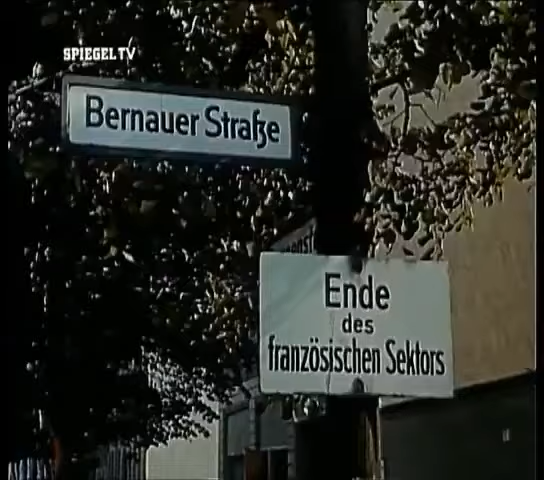 SPIEGEL TV
Bernauer Straße
Ende
des
französischen Sektors